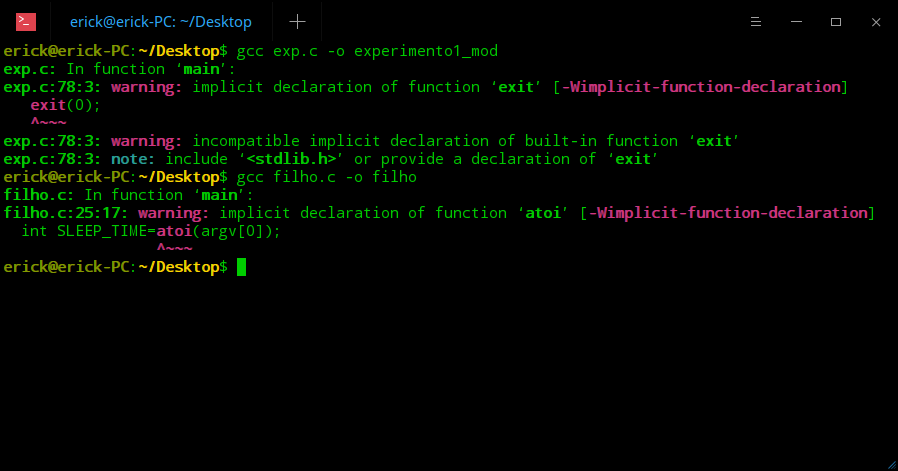 erick@erick-PC: ~/Desktop
erick@erick-PC:~/Desktop$ gcc exp.c -o experimento1_mod
exp.c: In function ‘main’:
exp.c:78:3: warning: implicit declaration of function ‘exit’ [-Wimplicit-function-declaration]
   exit(0);
   ^~~~
exp.c:78:3: warning: incompatible implicit declaration of built-in function ‘exit’
exp.c:78:3: note: include ‘<stdlib.h>’ or provide a declaration of ‘exit’
erick@erick-PC:~/Desktop$ gcc filho.c -o filho
filho.c: In function ‘main’:
filho.c:25:17: warning: implicit declaration of function ‘atoi’ [-Wimplicit-function-declaration]
  int SLEEP_TIME=atoi(argv[0]);
                 ^~~~
erick@erick-PC:~/Desktop$